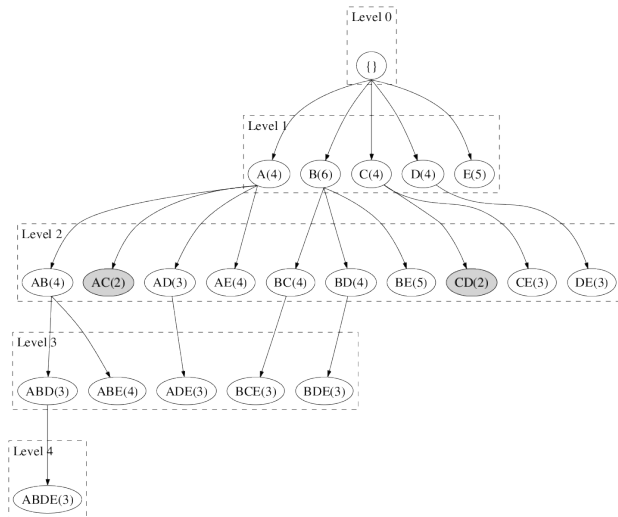 Level 0
{}
Level 1
A(4) B(6) C(4) D(4) E(5)
Level 2
AB(4) AC(2) AD(3) AE(4) BC(4) BD(4) BE(5) CD(2) CE(3) DE(3)
Level 3
ABD(3) ABE(4) ADE(3) BCE(3) BDE(3)
Level 4
ABDE(3)